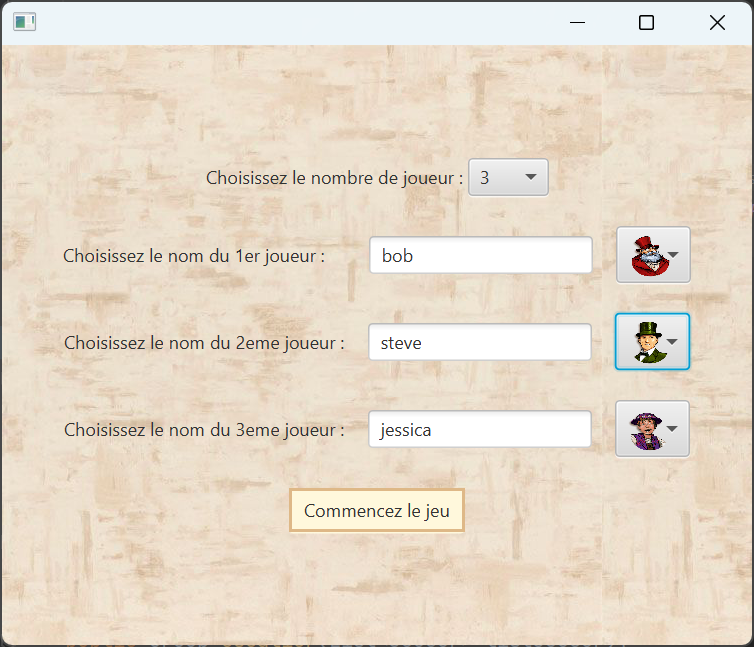 Choisissez le nombre de joueur : 3
Choisissez le nom du 1er joueur : bob
Choisissez le nom du 2eme joueur : steve
Choisissez le nom du 3eme joueur : jessica
Commencez le jeu